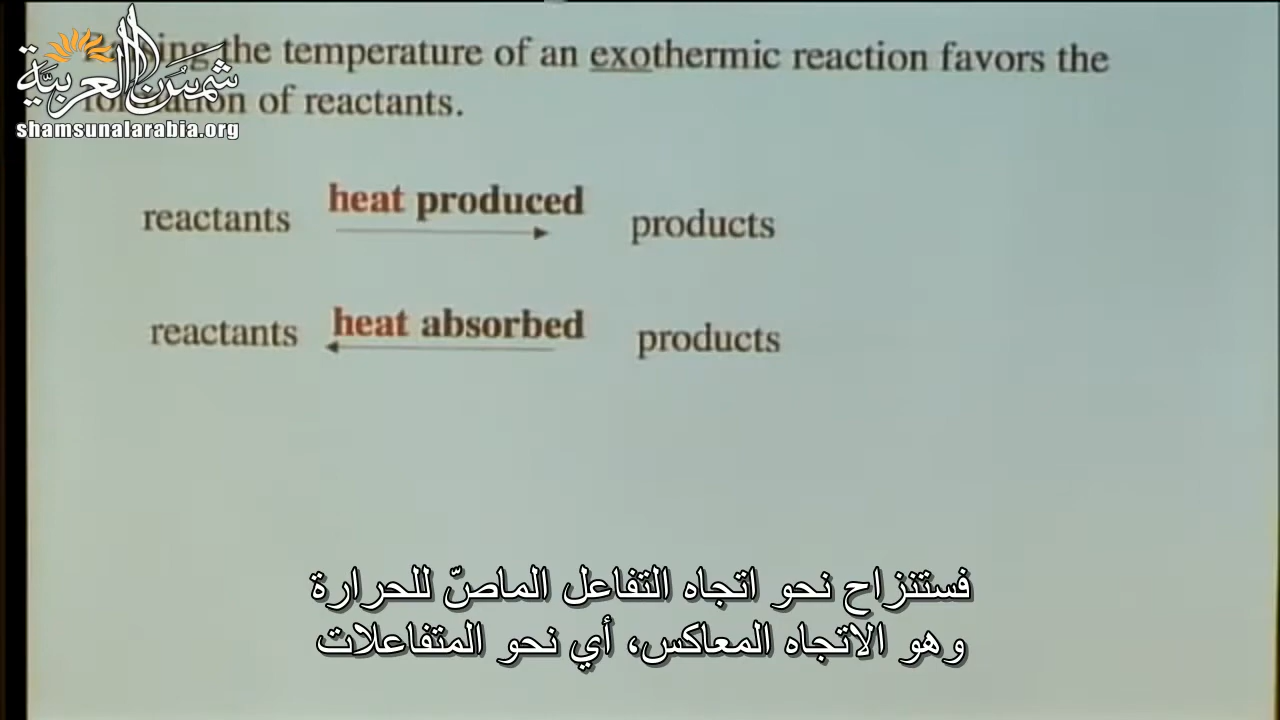 شمس العربية
shamsunalarabia.org
the temperature of an exothermic reaction favors the
of reactants.
reactants heat produced products
reactants heat absorbed products
فستنزاح نحو اتجاه التفاعل الماصّ للحرارة
وهو الاتجاه المعاكس، أي نحو المتفاعلات